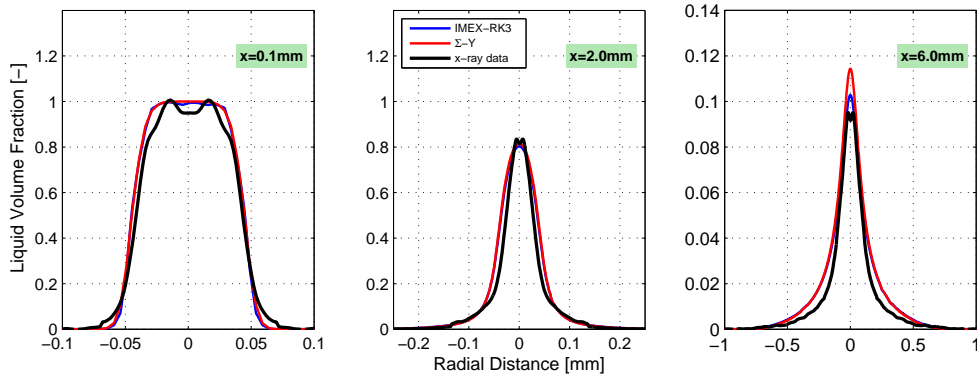 Liquid Volume Fraction [−]
1.2
1
0.8
0.6
0.4
0.2
0
−0.1 −0.05 0 0.05 0.1
x=0.1mm
1.2
1
0.8
0.6
0.4
0.2
0
−0.2 −0.1 0 0.1 0.2
IMEX−RK3
Σ−Y
x−ray data
x=2.0mm
Radial Distance [mm]
0.14
0.12
0.1
0.08
0.06
0.04
0.02
0
−1 −0.5 0 0.5 1
x=6.0mm